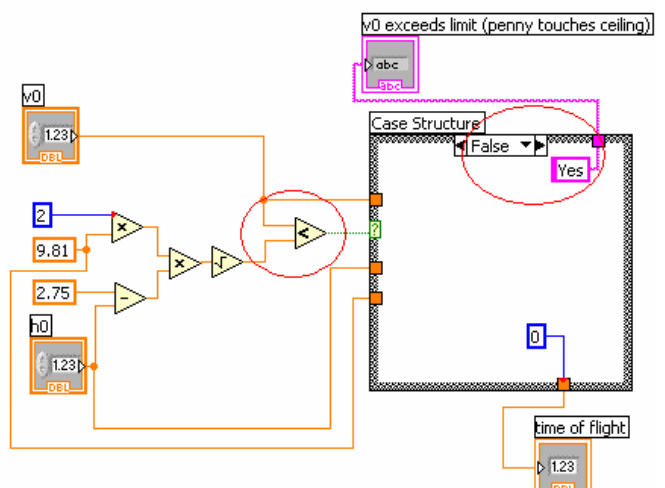 v0 exceeds limit (penny touches ceiling)
abc
abc
v0
1.23
DBL
Case Structure
False
Yes
2
9.81
2.75
h0
1.23
DBL
?
0
time of flight
1.23
DBL